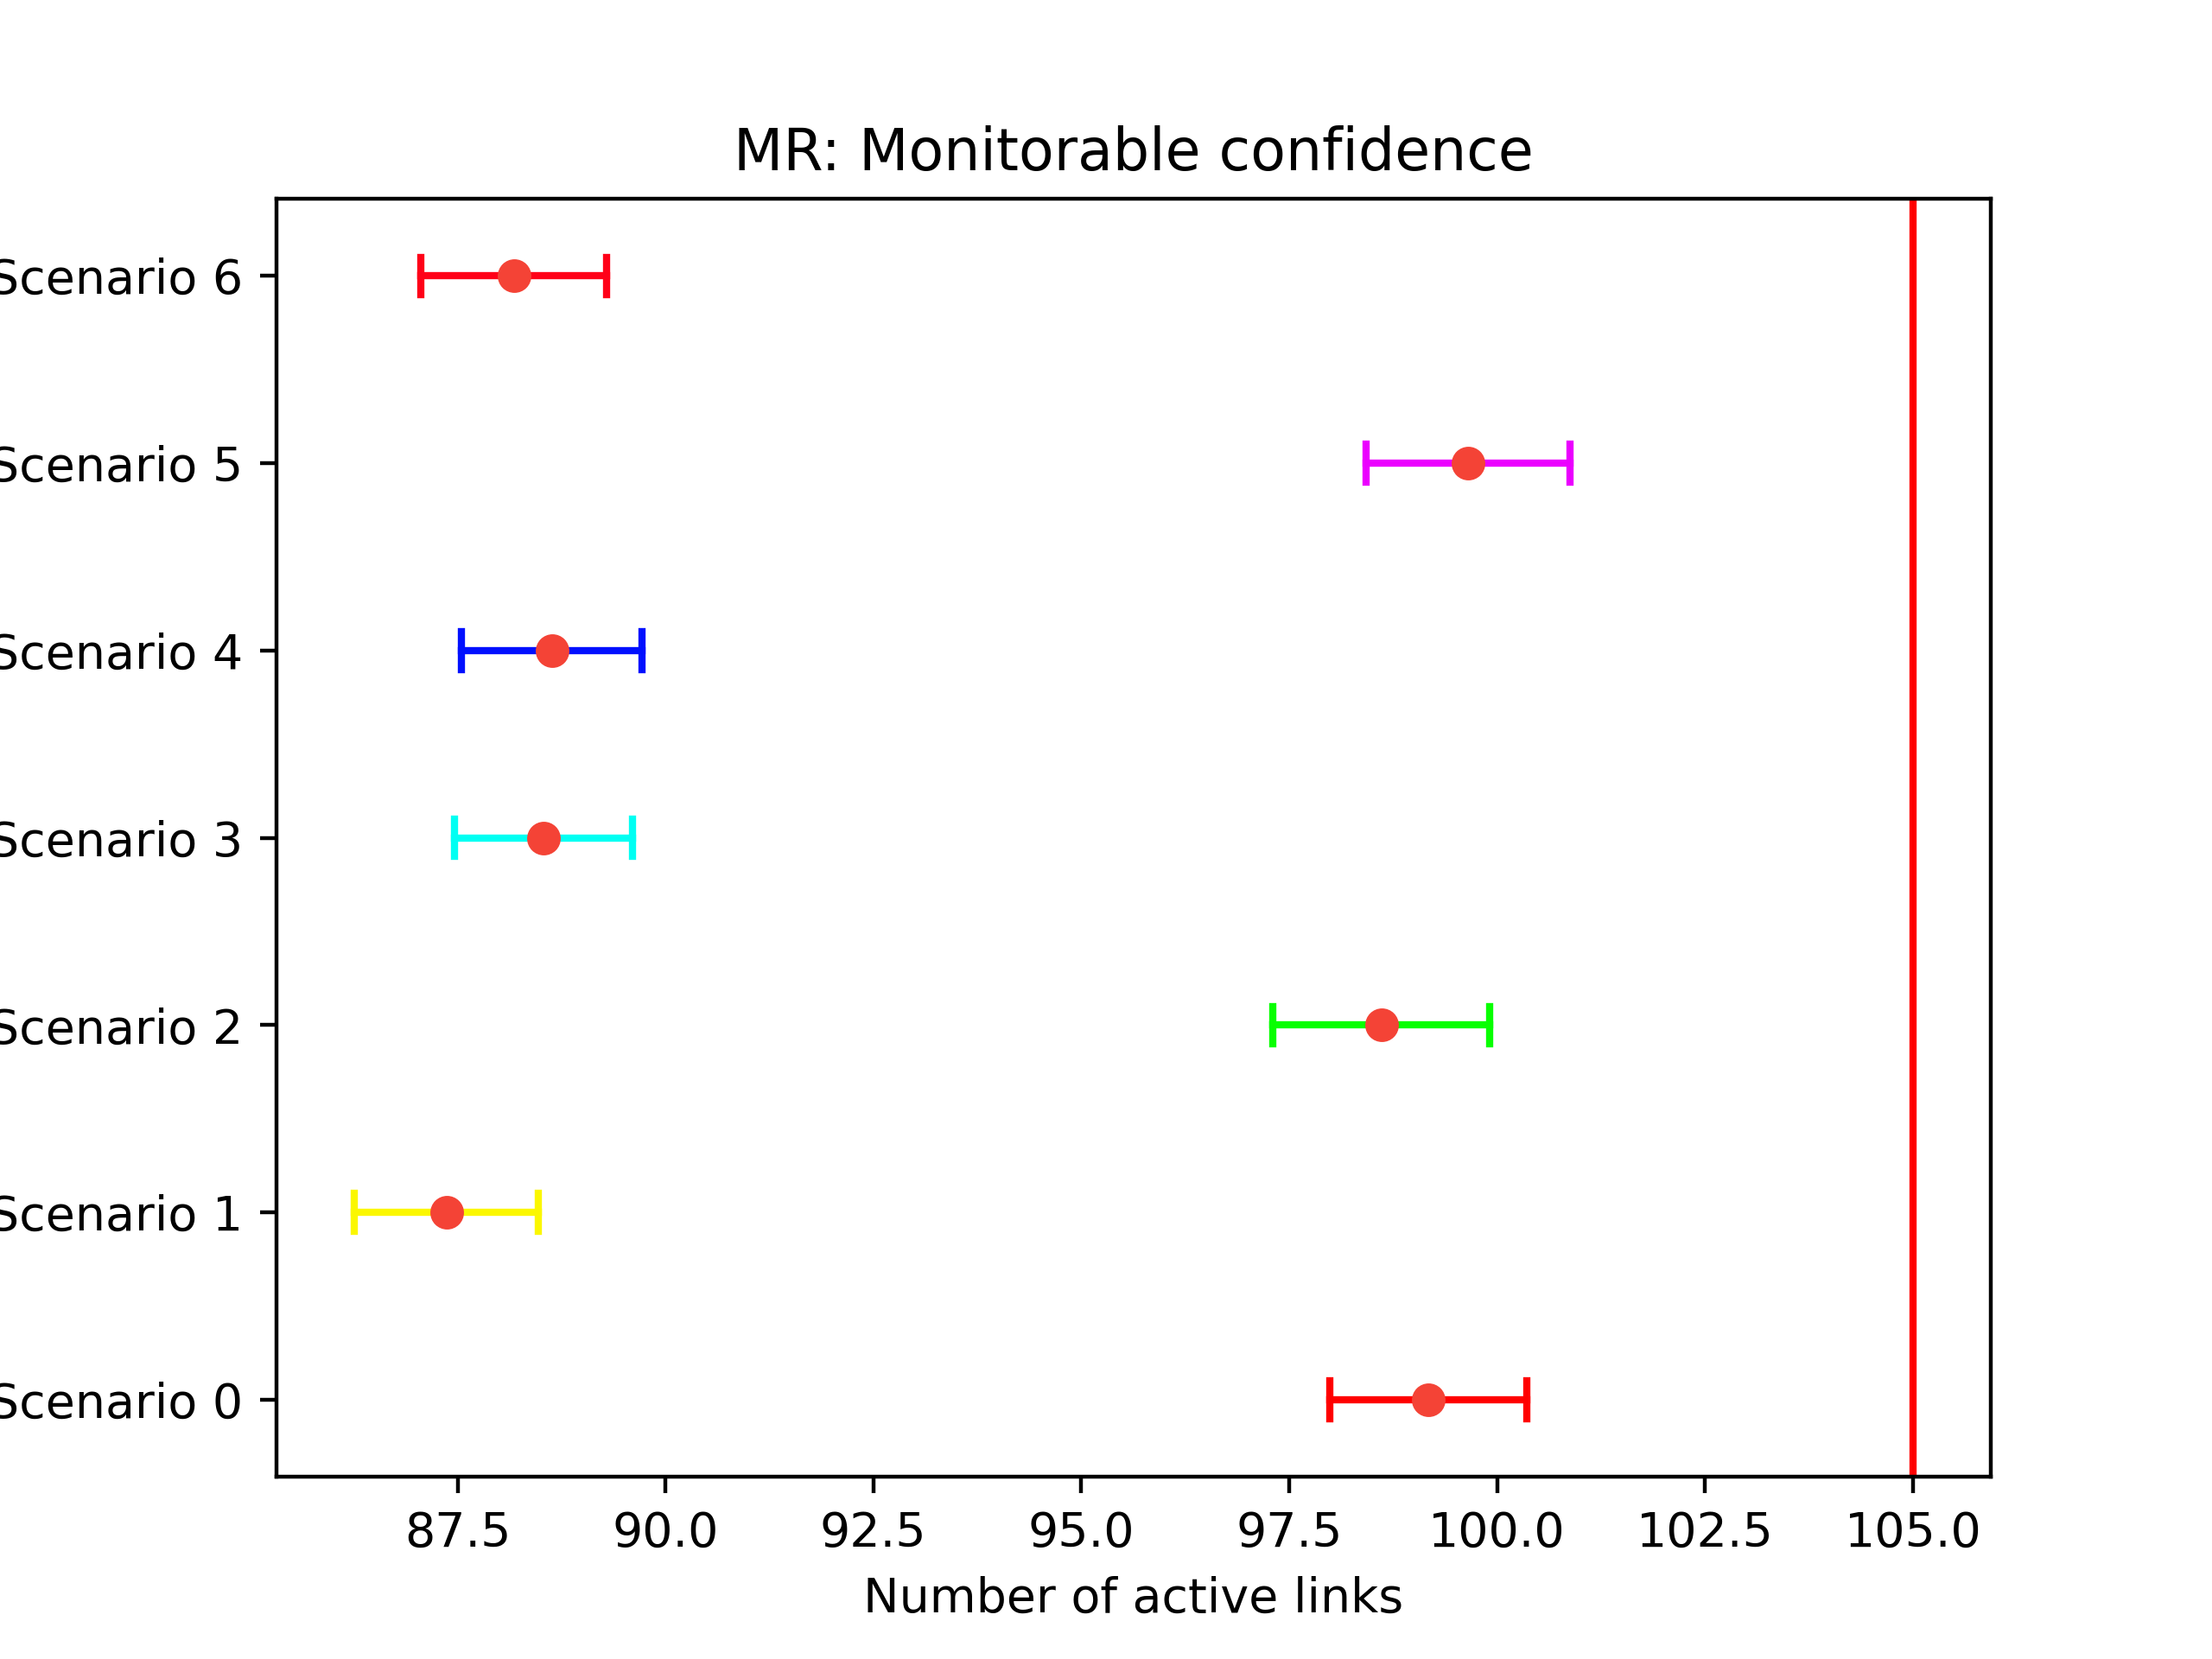 MR: Monitorable confidence
Scenario 6
Scenario 5
Scenario 4
Scenario 3
Scenario 2
Scenario 1
Scenario 0
87.5 90.0 92.5 95.0 97.5 100.0 102.5 105.0
Number of active links